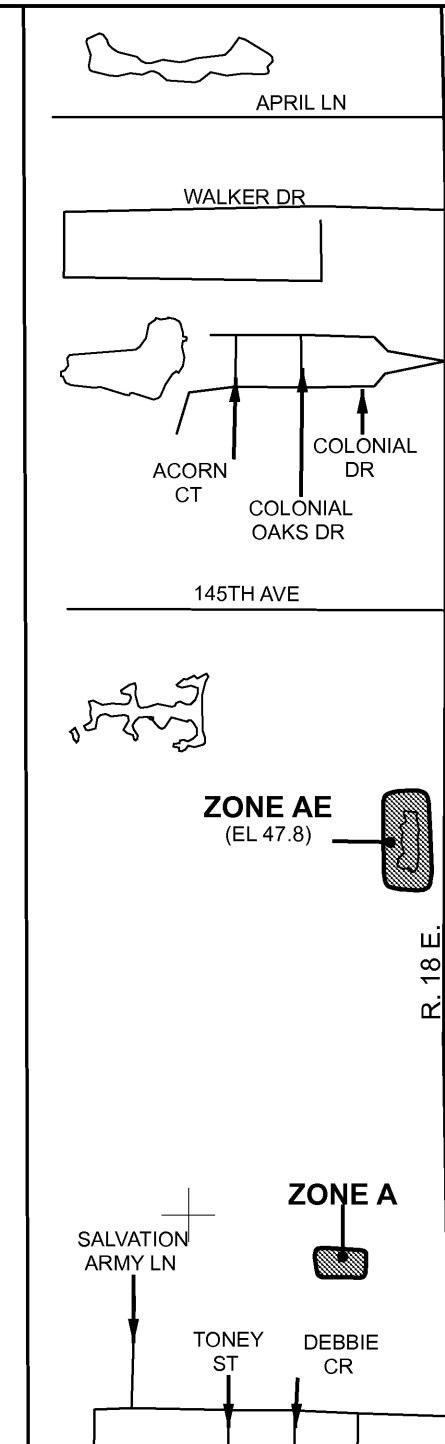 APRIL LN
WALKER DR
ACORN
CT
COLONIAL
OAKS DR
COLONIAL
DR
145TH AVE
ZONE AE
(EL 47.8)
R. 18 E.
ZONE A
SALVATION
ARMY LN
TONEY
ST
DEBBIE
CR